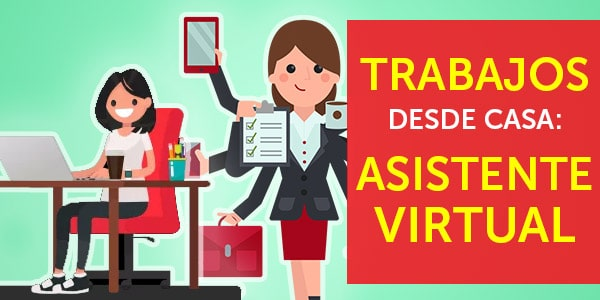 TRABAJOS
DESDE CASA:
ASISTENTE
VIRTUAL